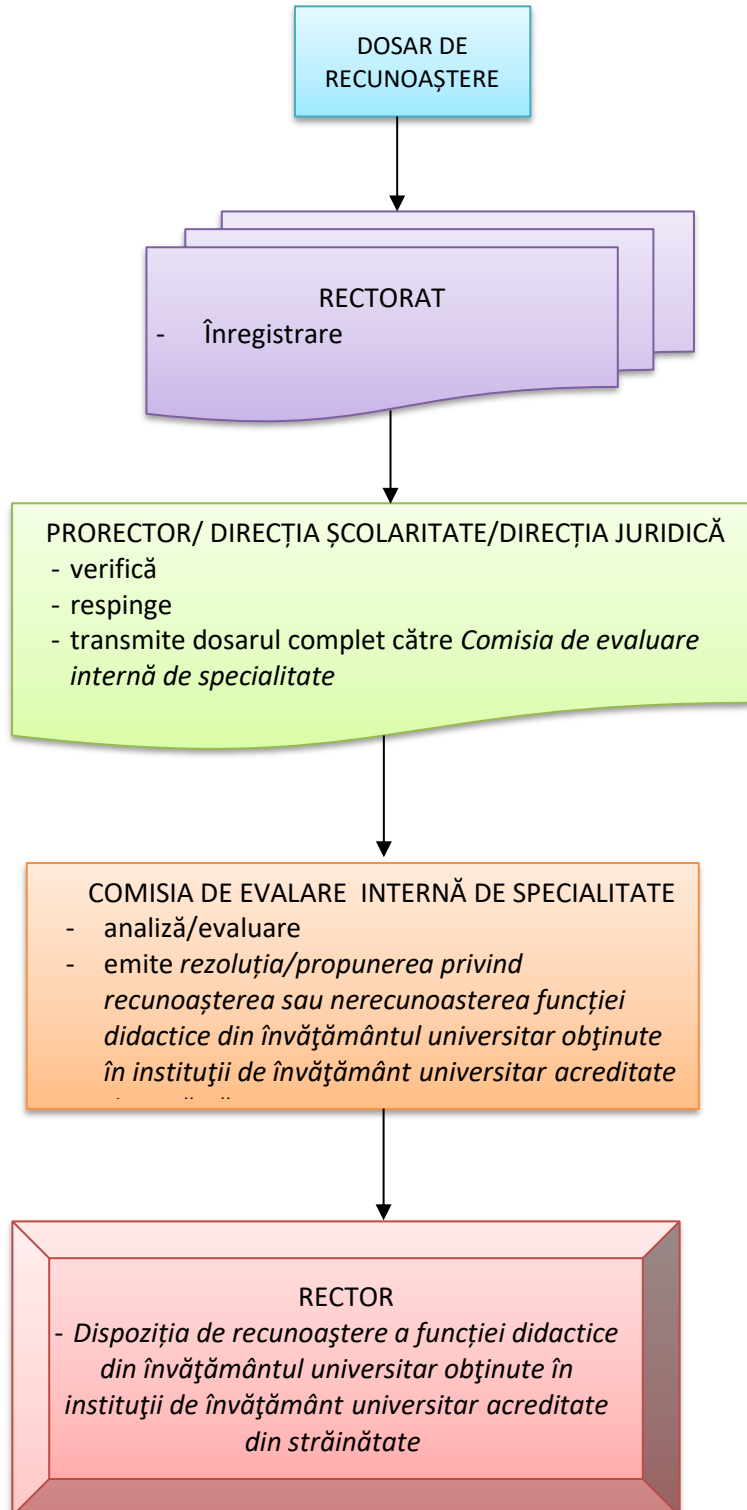 DOSAR DE
RECUNOAȘTERE
RECTORAT
- Înregistrare
PRORECTOR/ DIRECȚIA ȘCOLARITATE/DIRECȚIA JURIDICĂ
- verifică
- respinge
- transmite dosarul complet către Comisia de evaluare
internă de specialitate
COMISIA DE EVALARE INTERNĂ DE SPECIALITATE
- analiză/evaluare
- emite rezoluția/propunerea privind
recunoașterea sau nerecunoasterea funcției
didactice din învăţământul universitar obţinute
în instituţii de învăţământ universitar acreditate
RECTOR
- Dispoziția de recunoaştere a funcției didactice
din învăţământul universitar obţinute în
instituţii de învăţământ universitar acreditate
din străinătate